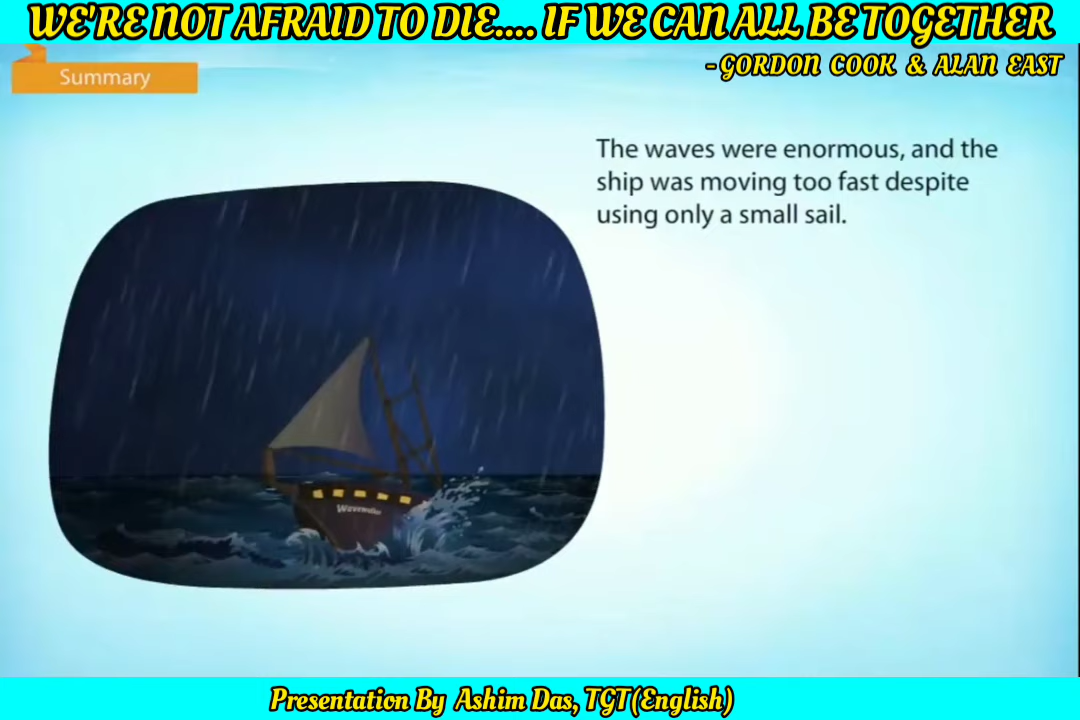 WE'RE NOT AFRAID TO DIE.... IF WE CAN ALL BE TOGETHER
- GORDON COOK & ALAN EAST
Summary
The waves were enormous, and the
ship was moving too fast despite
using only a small sail.
Wavewalker
Presentation By Ashim Das, TGT(English)